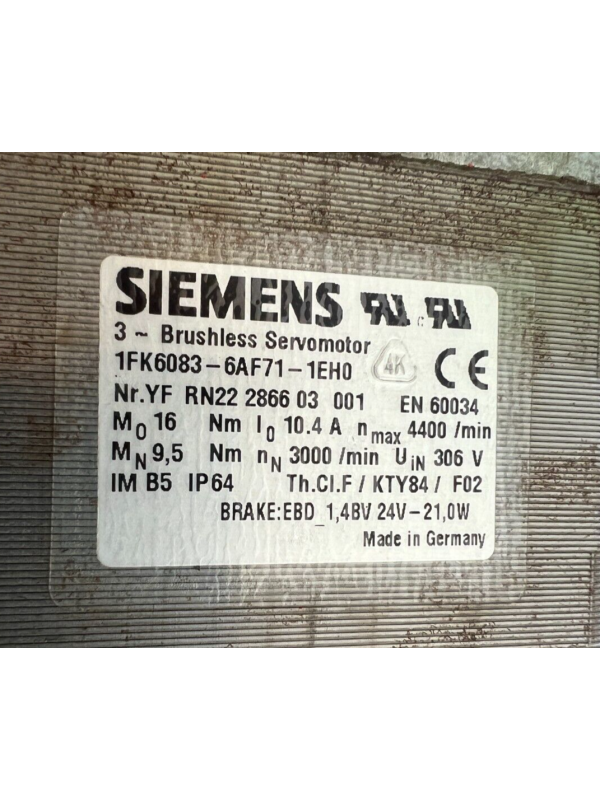 SIEMENS
3 ~ Brushless Servomotor
1FK6083-6AF71-1EH0 4K CE
Nr.YF RN22 2866 03 001 EN 60034
M0 16 Nm I0 10.4 A nmax 4400 /min
MN 9,5 Nm nN 3000 /min UiN 306 V
IM B5 IP64 Th.Cl.F / KTY84 / F02
BRAKE:EBD_1,4BV 24V-21,0W
Made in Germany